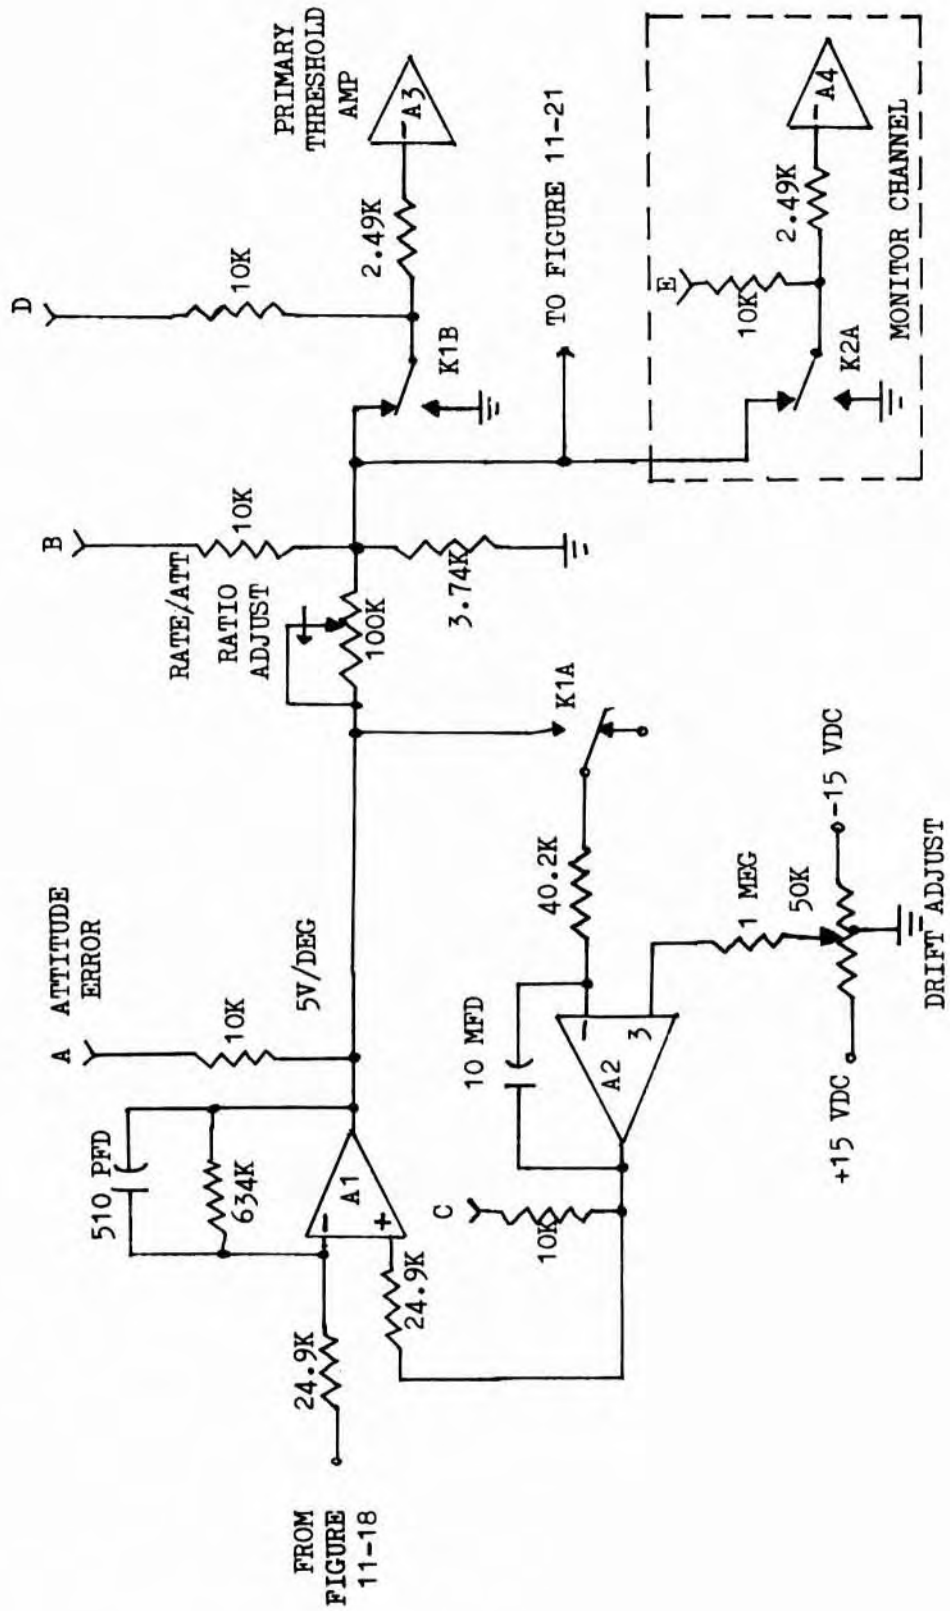 FROM
FIGURE
11-18
24.9K
510 PFD
634K
A1
-
+
24.9K
A ATTITUDE
ERROR
10K
5V/DEG
C
10K
10 MFD
A2
-
3
40.2K
K1A
1 MEG
50K
+15 VDC
-15 VDC
DRIFT ADJUST
RATE/ATT
RATIO
ADJUST
100K
B
10K
3.74K
D
10K
K1B
2.49K
PRIMARY
THRESHOLD
AMP
-
A3
TO FIGURE 11-21
E
10K
K2A
2.49K
-
A4
MONITOR CHANNEL